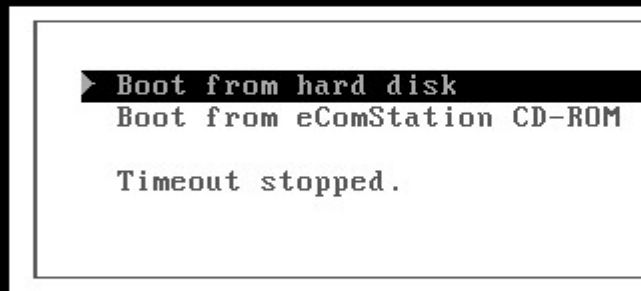 Boot from hard disk
Boot from eComStation CD-ROM
Timeout stopped.